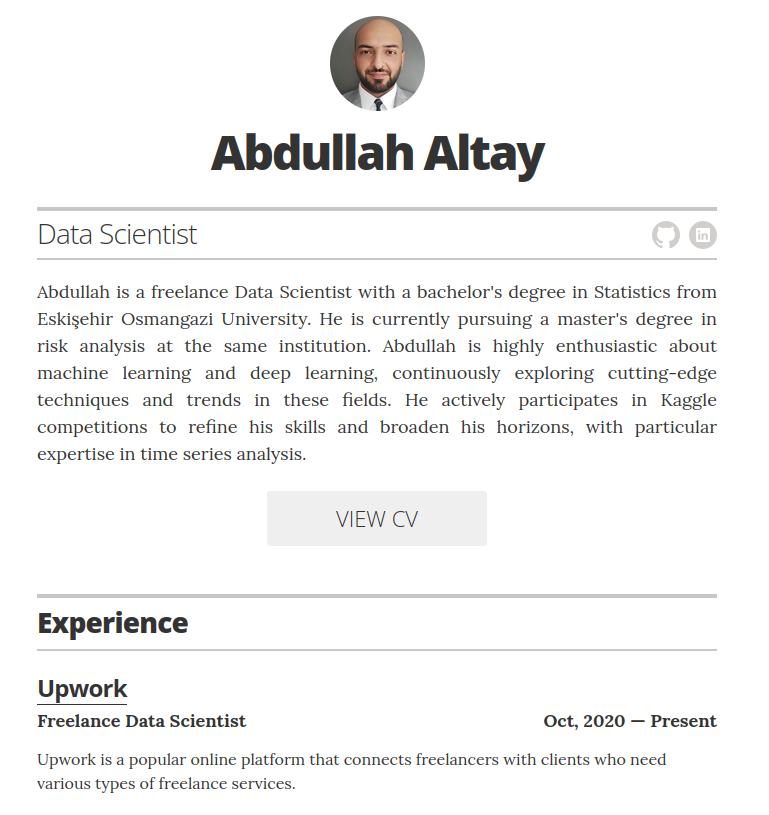 Abdullah Altay
Data Scientist
Abdullah is a freelance Data Scientist with a bachelor's degree in Statistics from
Eskişehir Osmangazi University. He is currently pursuing a master's degree in
risk analysis at the same institution. Abdullah is highly enthusiastic about
machine learning and deep learning, continuously exploring cutting-edge
techniques and trends in these fields. He actively participates in Kaggle
competitions to refine his skills and broaden his horizons, with particular
expertise in time series analysis.
VIEW CV
Experience
Upwork
Freelance Data Scientist Oct, 2020 — Present
Upwork is a popular online platform that connects freelancers with clients who need
various types of freelance services.